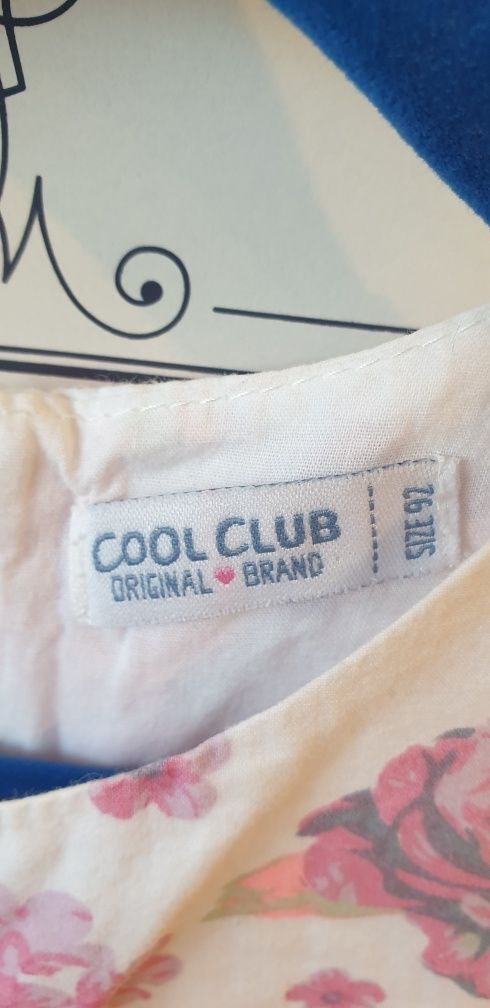 COOL CLUB
ORIGINAL BRAND
SIZE 92